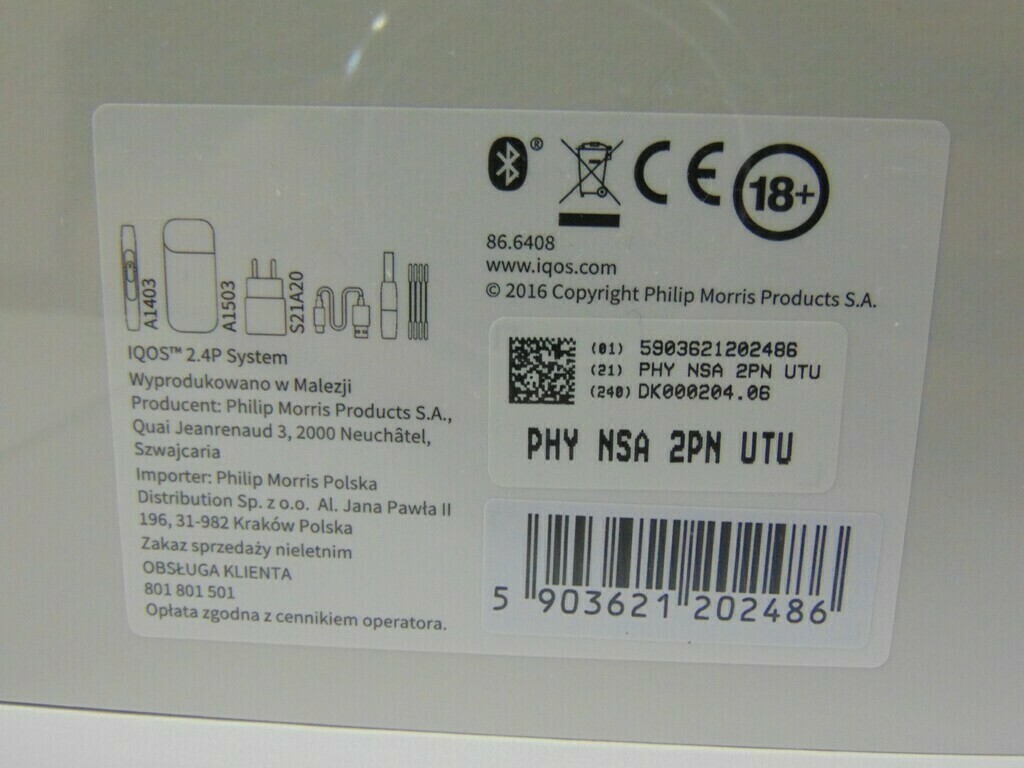 A1403
A1503
S21A20
IQOS™ 2.4P System
Wyprodukowano w Malezji
Producent: Philip Morris Products S.A.,
Quai Jeanrenaud 3, 2000 Neuchâtel,
Szwajcaria
Importer: Philip Morris Polska
Distribution Sp. z o.o. Al. Jana Pawła II
196, 31-982 Kraków Polska
Zakaz sprzedaży nieletnim
OBSŁUGA KLIENTA
801 801 501
Opłata zgodna z cennikiem operatora.
® CE 18+
86.6408
www.iqos.com
© 2016 Copyright Philip Morris Products S.A.
(01) 5903621202486
(21) PHY NSA 2PN UTU
(240) DK000204.06
PHY NSA 2PN UTU
5 903621 202486